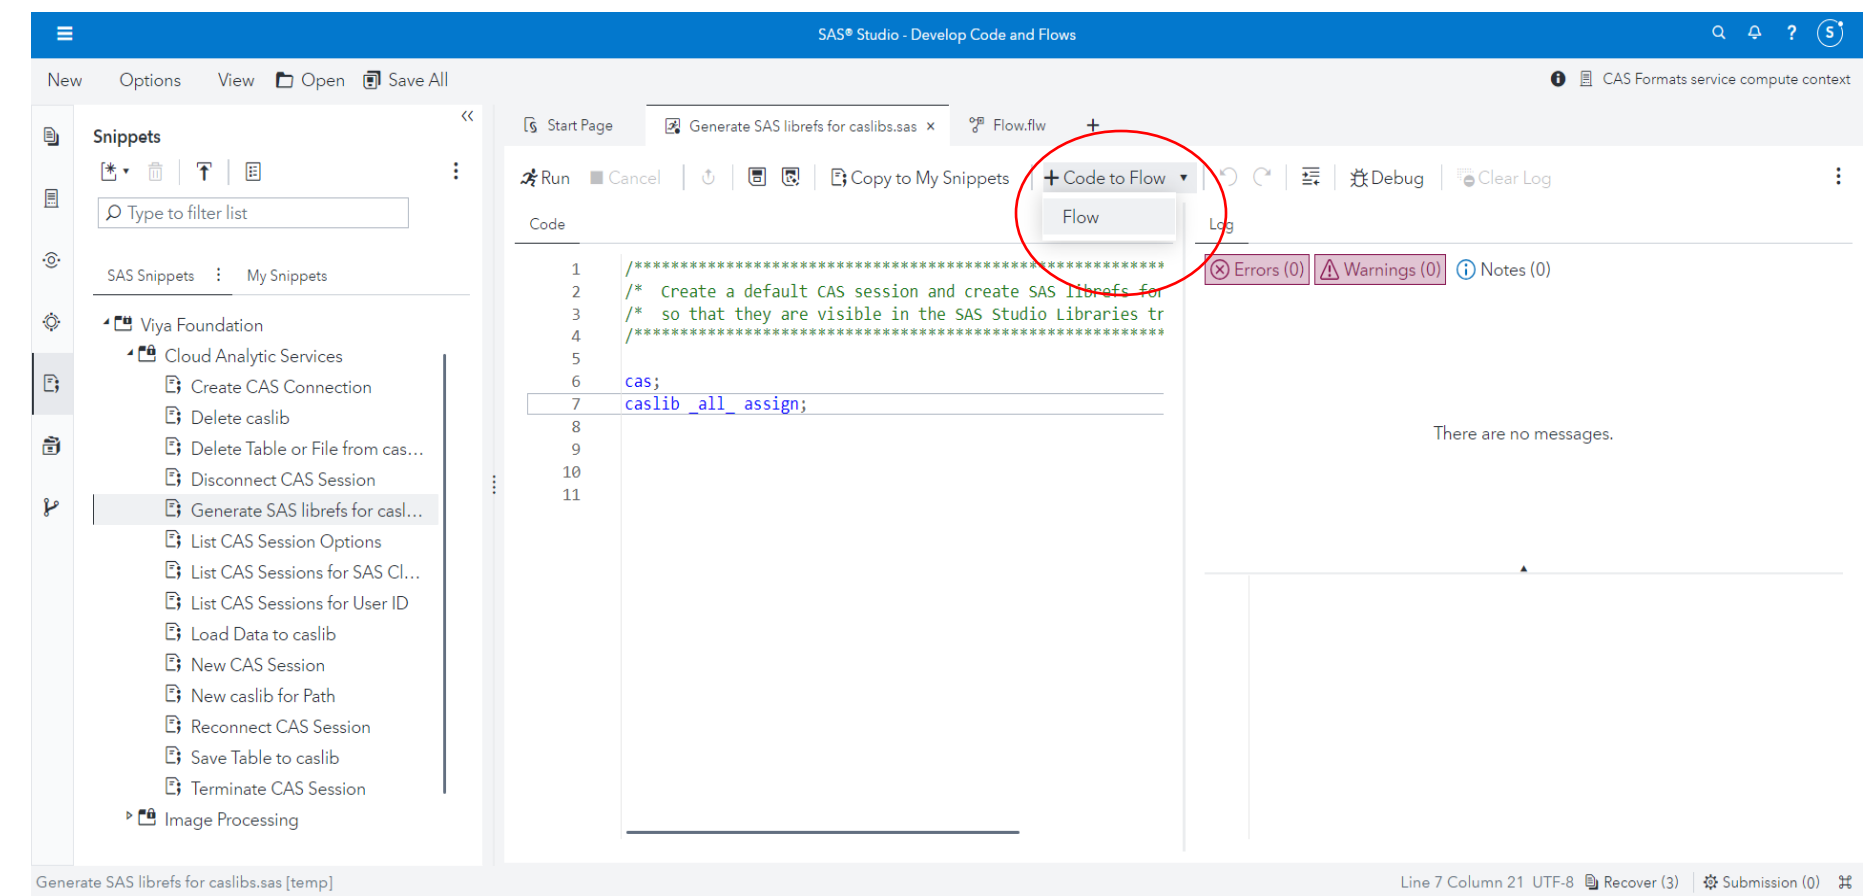 SAS® Studio - Develop Code and Flows
?
S
New Options View Open Save All
CAS Formats service compute context
Snippets
Type to filter list
SAS Snippets
My Snippets
Viya Foundation
Cloud Analytic Services
Create CAS Connection
Delete caslib
Delete Table or File from cas...
Disconnect CAS Session
Generate SAS librefs for casl...
List CAS Session Options
List CAS Sessions for SAS Cl...
List CAS Sessions for User ID
Load Data to caslib
New CAS Session
New caslib for Path
Reconnect CAS Session
Save Table to caslib
Terminate CAS Session
Image Processing
Start Page
Generate SAS librefs for caslibs.sas ×
Flow.flw
+
Run Cancel Copy to My Snippets + Code to Flow Debug Clear Log
Flow
Code
1 /**********************************************************
2 /* Create a default CAS session and create SAS librefs for
3 /* so that they are visible in the SAS Studio Libraries tr
4 /**********************************************************
5
6 cas;
7 caslib _all_ assign;
8
9
10
11
Log
Errors (0) Warnings (0) Notes (0)
There are no messages.
Generate SAS librefs for caslibs.sas [temp]
Line 7 Column 21 UTF-8 Recover (3) Submission (0)